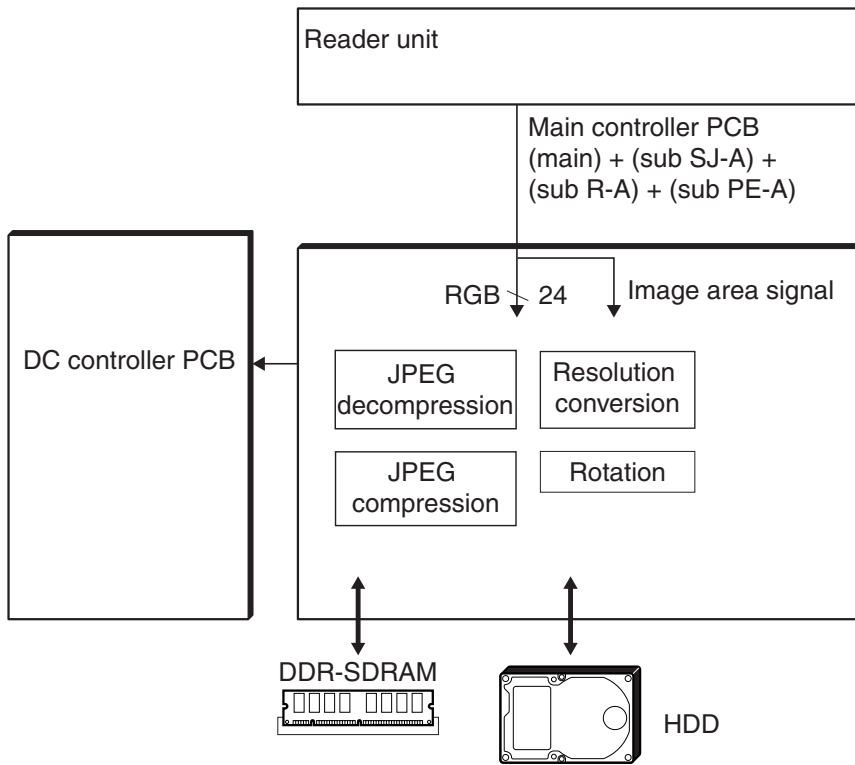 Reader unit
Main controller PCB
(main) + (sub SJ-A) +
(sub R-A) + (sub PE-A)
RGB 24
Image area signal
DC controller PCB
JPEG
decompression
Resolution
conversion
JPEG
compression
Rotation
DDR-SDRAM
HDD